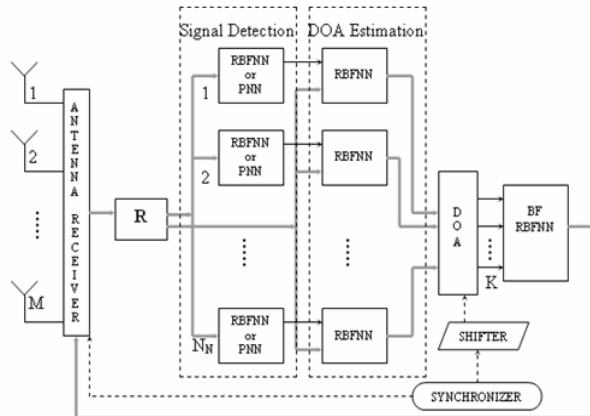 Signal Detection
DOA Estimation
1
2
M
ANTENNA RECEIVER
R
1
RBFNN
or
PNN
RBFNN
2
RBFNN
or PNN
RBFNN
N_N
RBFNN
or PNN
RBFNN
DOA
K
BF
RBFNN
SHIFTER
SYNCHRONIZER